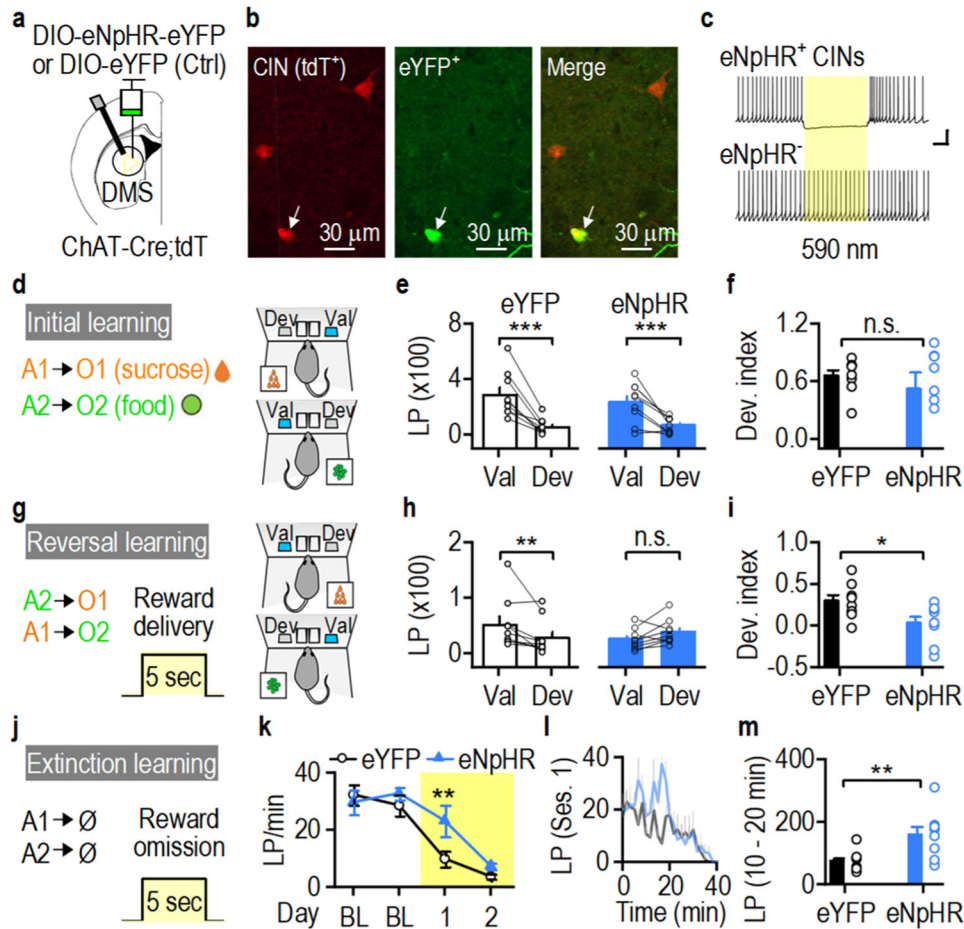 a
DIO-eNpHR-eYFP
or DIO-eYFP (Ctrl)
DMS
ChAT-Cre;tdT
b
CIN (tdT⁺)
eYFP⁺
Merge
30 μm
30 μm
30 μm
c
eNpHR⁺ CINs
eNpHR⁻
590 nm
d
Initial learning
A1→O1 (sucrose)
A2→O2 (food)
Dev Val
Val Dev
e
eYFP eNpHR
*** ***
LP (x100)
8
4
0
Val Dev Val Dev
f
n.s.
Dev. index
1.2
0.6
0.0
eYFP eNpHR
g
Reversal learning
A2→O1
A1→O2
Reward
delivery
5 sec
Val Dev
Dev Val
h
** n.s.
LP (x100)
2
1
0
Val Dev Val Dev
i
*
Dev. index
1.0
0.5
0.0
-0.5
eYFP eNpHR
j
Extinction learning
A1→Ø
A2→Ø
Reward
omission
5 sec
k
eYFP eNpHR
**
LP/min
40
20
0
Day BL BL 1 2
l
LP (Ses. 1)
40
20
0
0 20 40
Time (min)
m
**
LP (10 - 20 min)
400
200
0
eYFP eNpHR